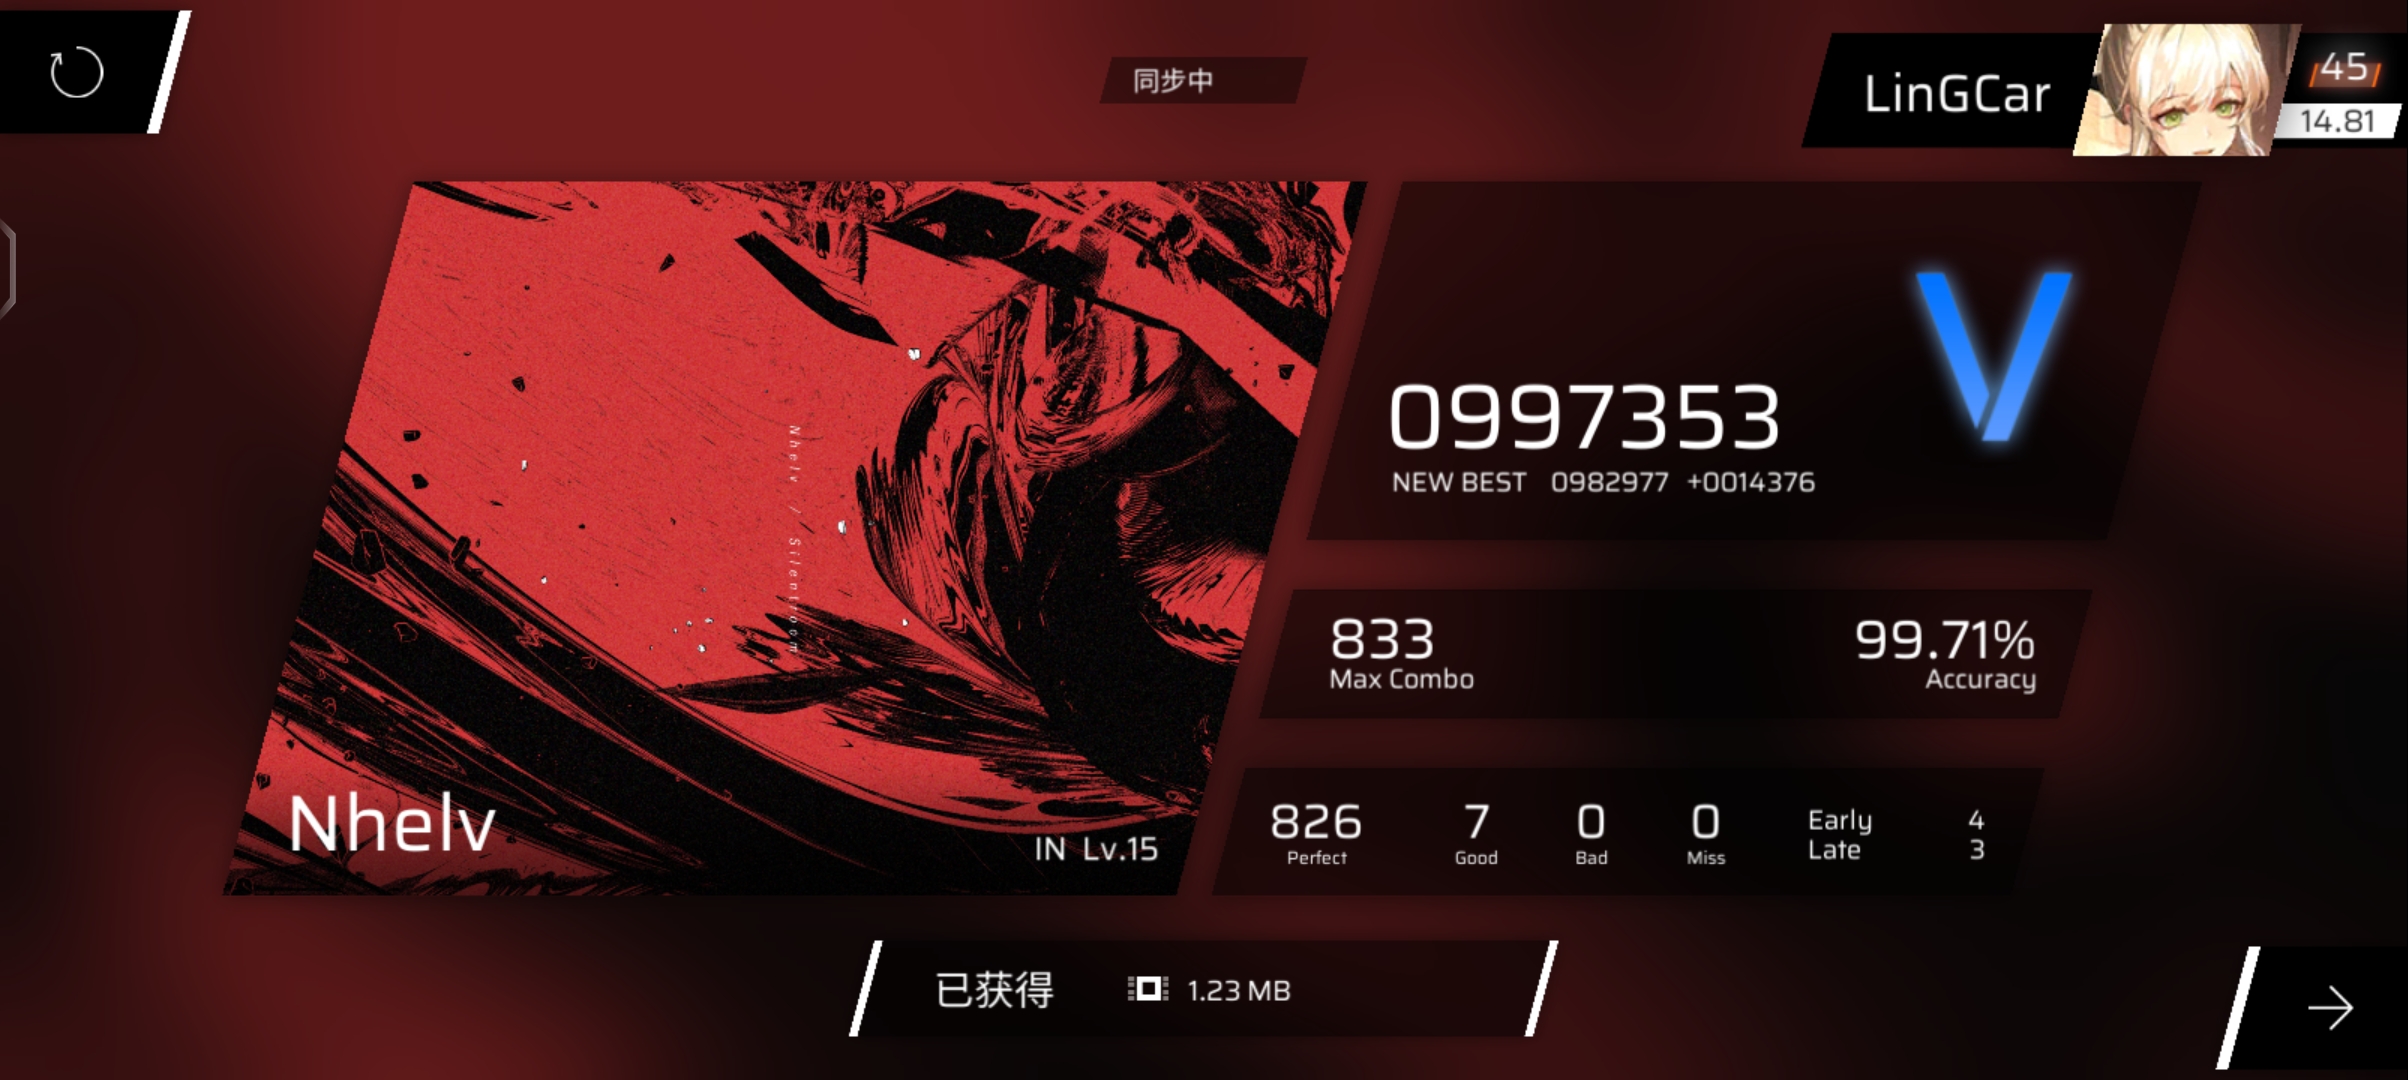 同步中
LinGCar
45
14.81
Nhelv / Silentroom
0997353
V
NEW BEST 0982977 +0014376
833
Max Combo
99.71%
Accuracy
Nhelv
IN Lv.15
826 7 0 0
Perfect Good Bad Miss
Early 4
Late 3
已获得 1.23 MB